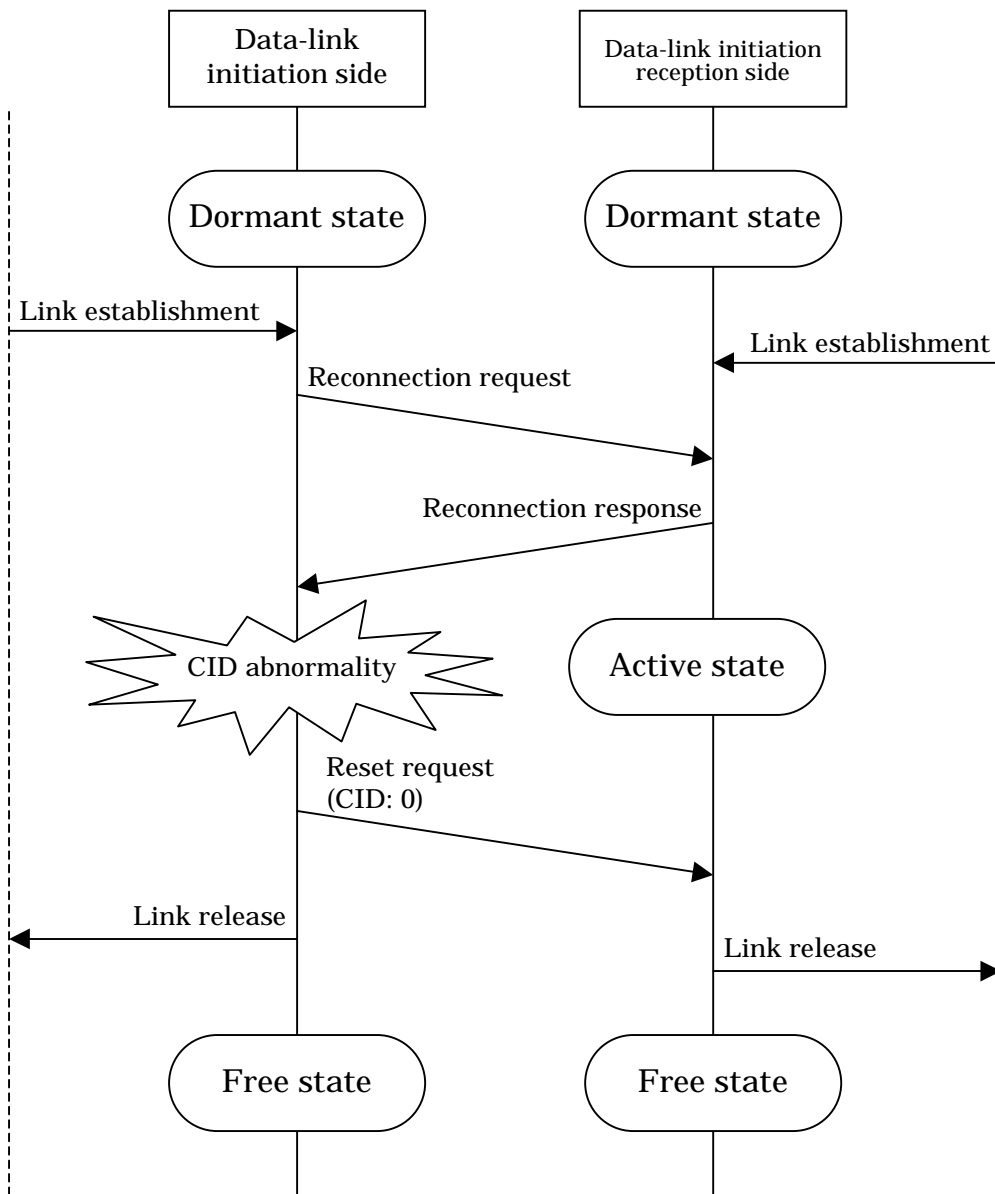 Data-link
initiation side
Data-link initiation
reception side
Dormant state
Dormant state
Link establishment
Link establishment
Reconnection request
Reconnection response
CID abnormality
Active state
Reset request
(CID: 0)
Link release
Link release
Free state
Free state